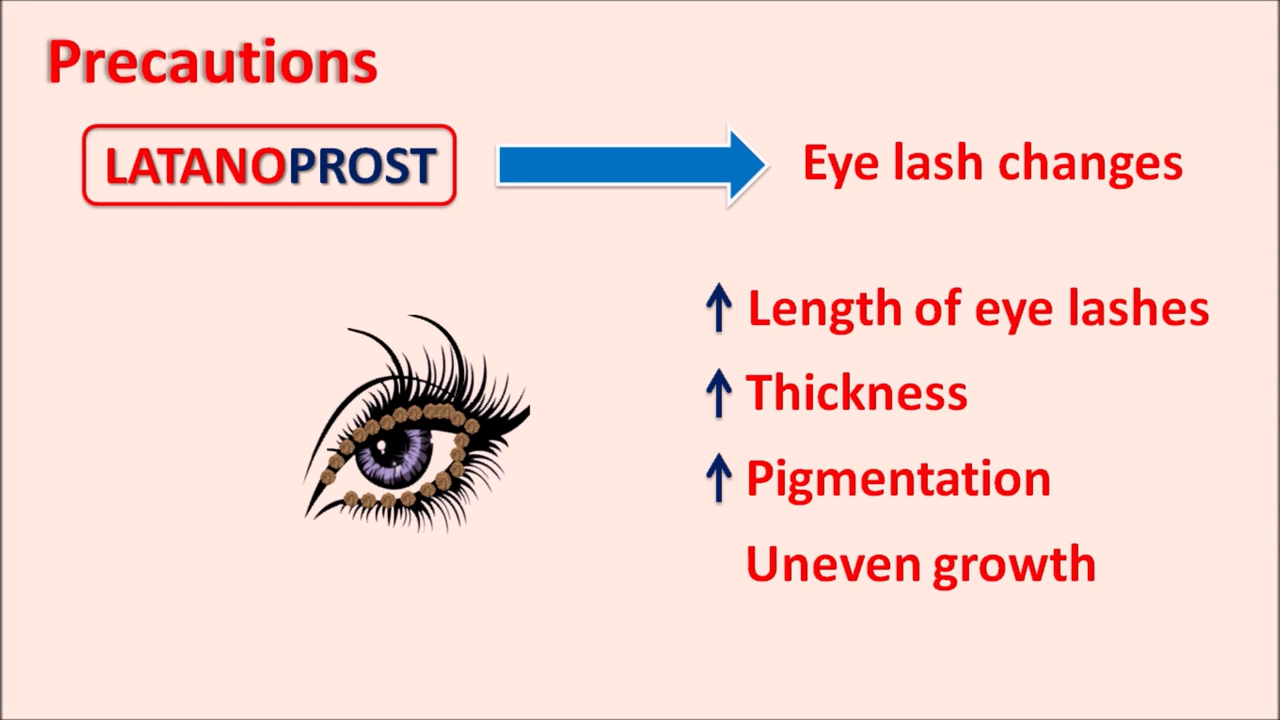 Precautions
LATANOPROST
Eye lash changes
↑ Length of eye lashes
↑ Thickness
↑ Pigmentation
Uneven growth